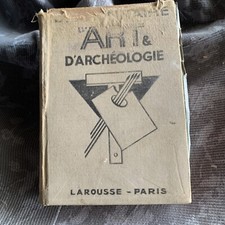 ART &
D'ARCHÉOLOGIE
LAROUSSE - PARIS